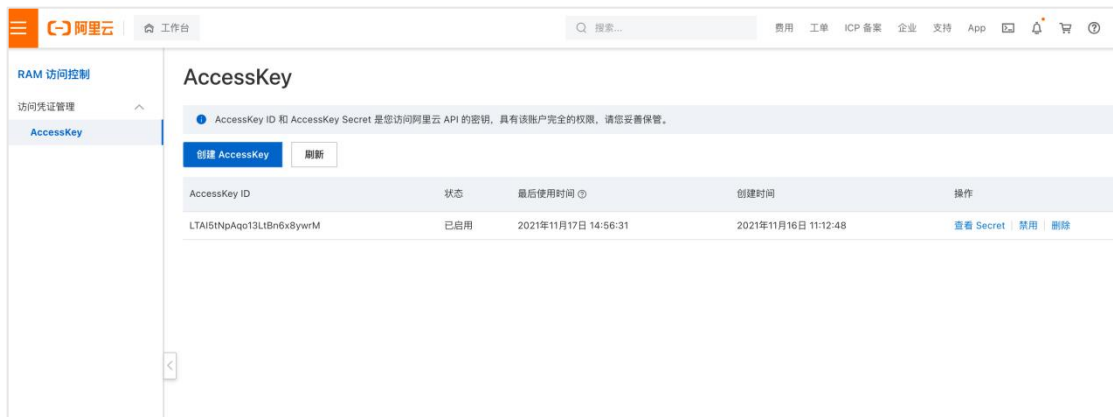 阿里云 工作台 搜索... 费用 工单 ICP 备案 企业 支持 App
RAM 访问控制
访问凭证管理
AccessKey
AccessKey
AccessKey ID 和 AccessKey Secret 是您访问阿里云 API 的密钥，具有该账户完全的权限，请您妥善保管。
创建 AccessKey 刷新
AccessKey ID 状态 最后使用时间 创建时间 操作
LTAI5tNpAqo13LtBn6x8ywrM 已启用 2021年11月17日 14:56:31 2021年11月16日 11:12:48 查看 Secret 禁用 删除